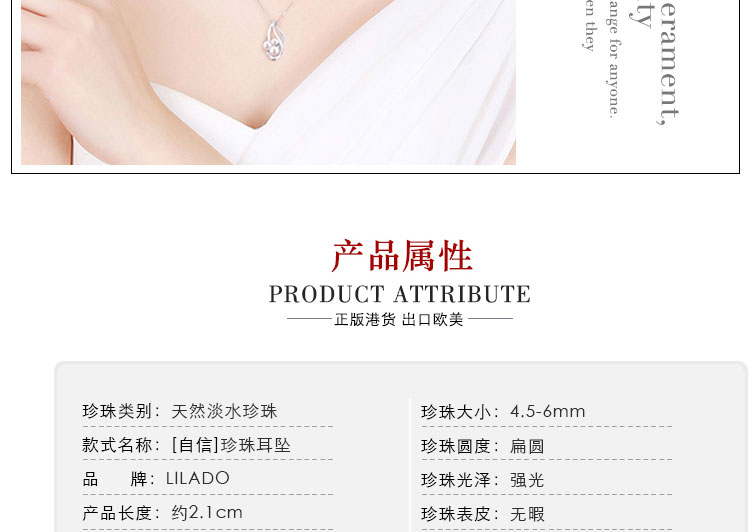 erament,
ty
ange for anyone.
en they
产品属性
PRODUCT ATTRIBUTE
正版港货 出口欧美
珍珠类别：天然淡水珍珠
款式名称：[自信]珍珠耳坠
品 牌：LILADO
产品长度：约2.1cm
珍珠大小：4.5-6mm
珍珠圆度：扁圆
珍珠光泽：强光
珍珠表皮：无暇